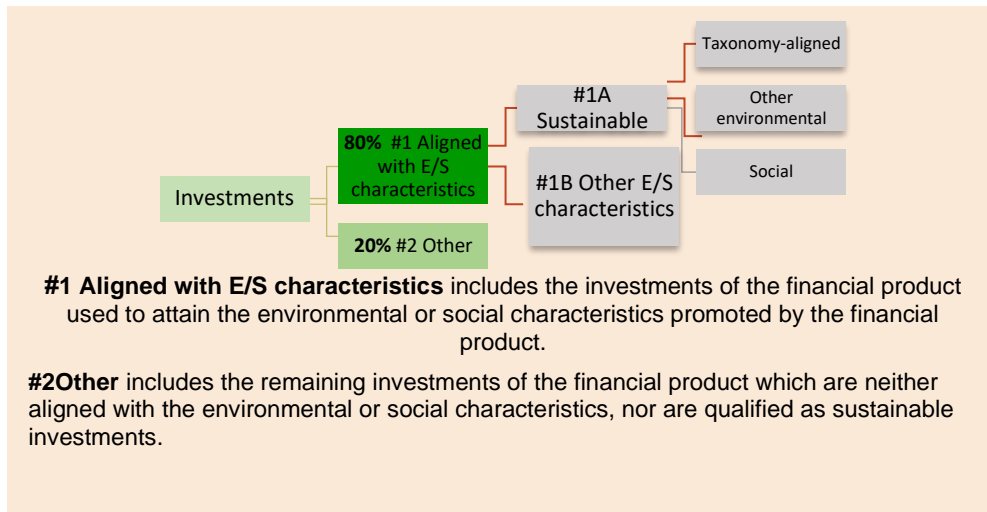 Taxonomy-aligned
#1A
Sustainable
Other
environmental
80% #1 Aligned
with E/S
characteristics
Social
#1B Other E/S
characteristics
Investments
20% #2 Other
#1 Aligned with E/S characteristics includes the investments of the financial product
used to attain the environmental or social characteristics promoted by the financial
product.
#2Other includes the remaining investments of the financial product which are neither
aligned with the environmental or social characteristics, nor are qualified as sustainable
investments.